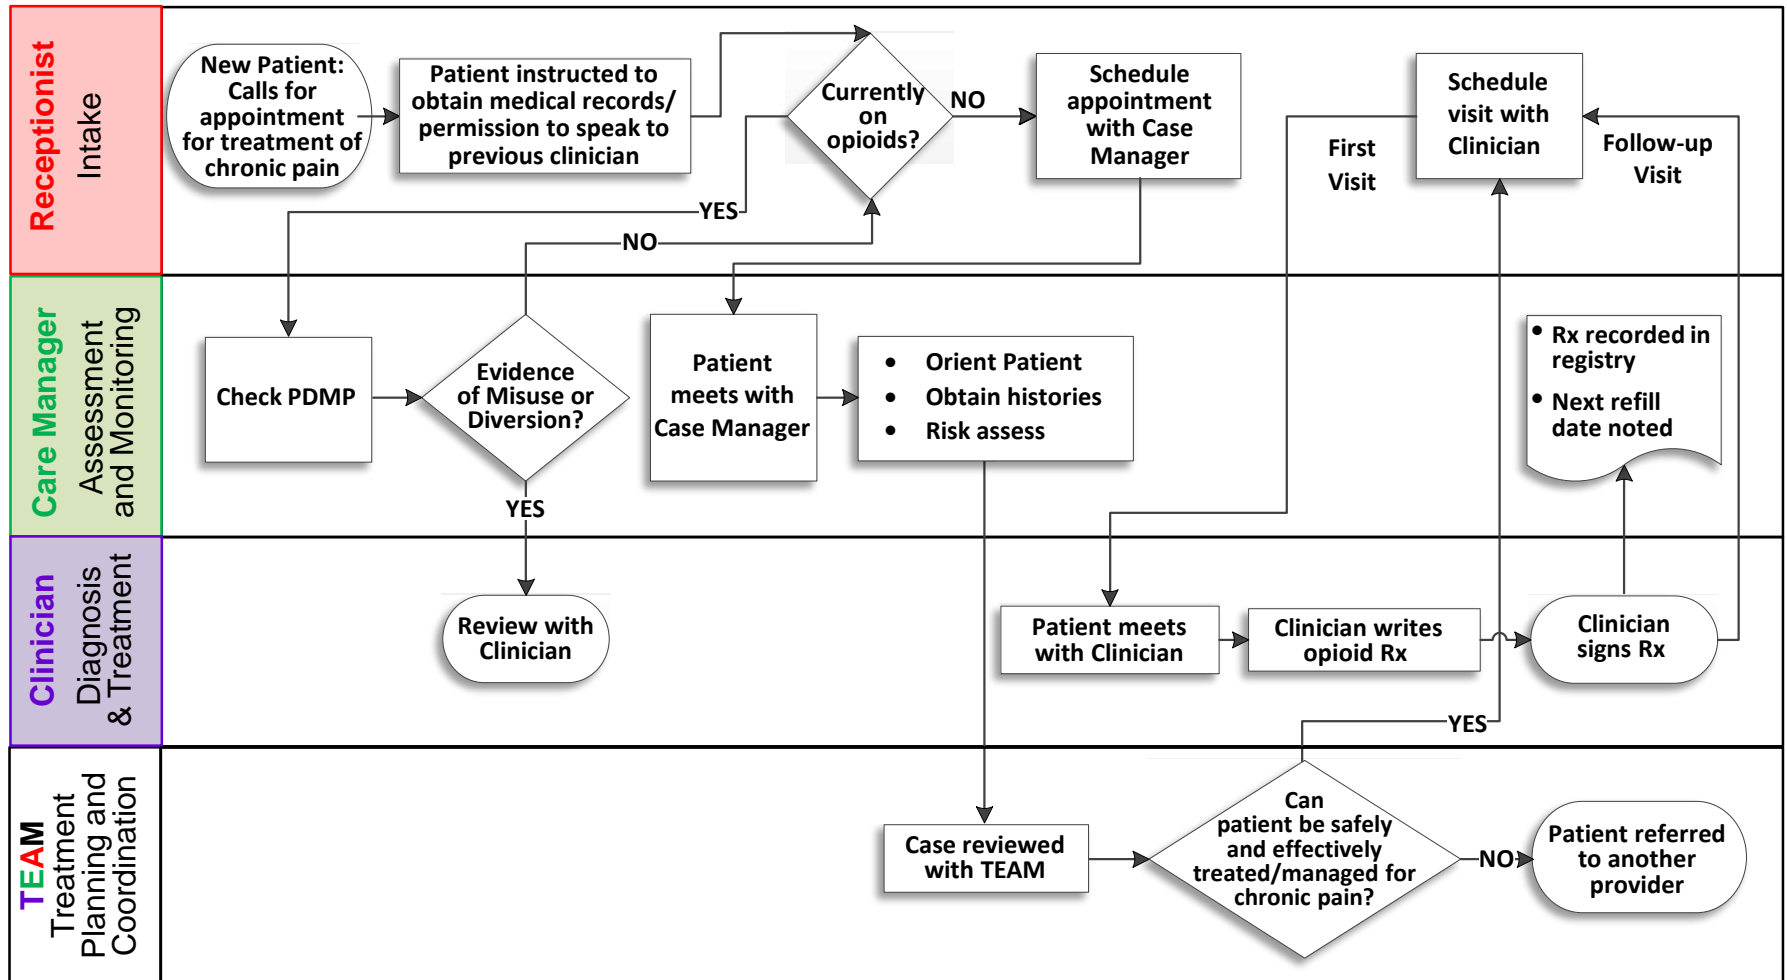 Receptionist
Intake
New Patient:
Calls for
appointment
for treatment of
chronic pain
Patient instructed to
obtain medical records/
permission to speak to
previous clinician
Currently
on
opioids?
NO
Schedule
appointment
with Case
Manager
First
Visit
Schedule
visit with
Clinician
Follow-up
Visit
YES
NO
Care Manager
Assessment
and Monitoring
Check PDMP
Evidence
of Misuse or
Diversion?
YES
Patient
meets with
Case Manager
• Orient Patient
• Obtain histories
• Risk assess
• Rx recorded in
registry
• Next refill
date noted
Clinician
Diagnosis
& Treatment
Review with
Clinician
Patient meets
with Clinician
Clinician writes
opioid Rx
Clinician
signs Rx
YES
TEAM
Treatment
Planning and
Coordination
Case reviewed
with TEAM
Can
patient be safely
and effectively
treated/managed for
chronic pain?
NO
Patient referred
to another
provider